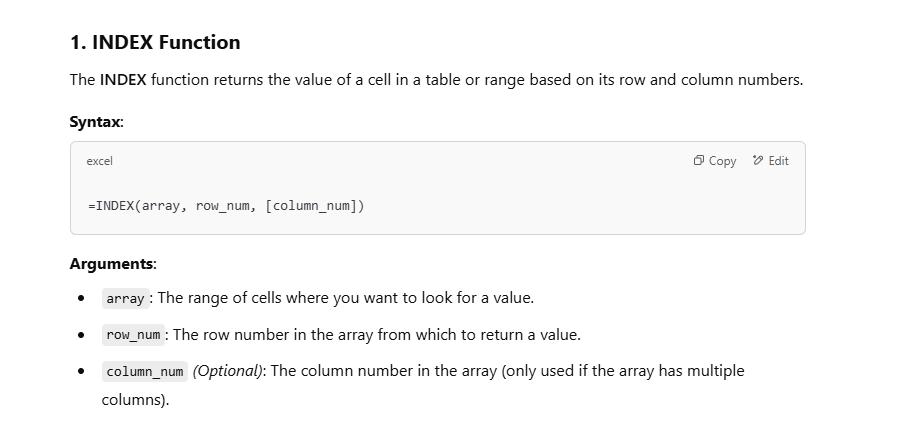 1. INDEX Function
The INDEX function returns the value of a cell in a table or range based on its row and column numbers.
Syntax:
excel Copy Edit
=INDEX(array, row_num, [column_num])
Arguments:
• array : The range of cells where you want to look for a value.
• row_num : The row number in the array from which to return a value.
• column_num (Optional): The column number in the array (only used if the array has multiple
columns).